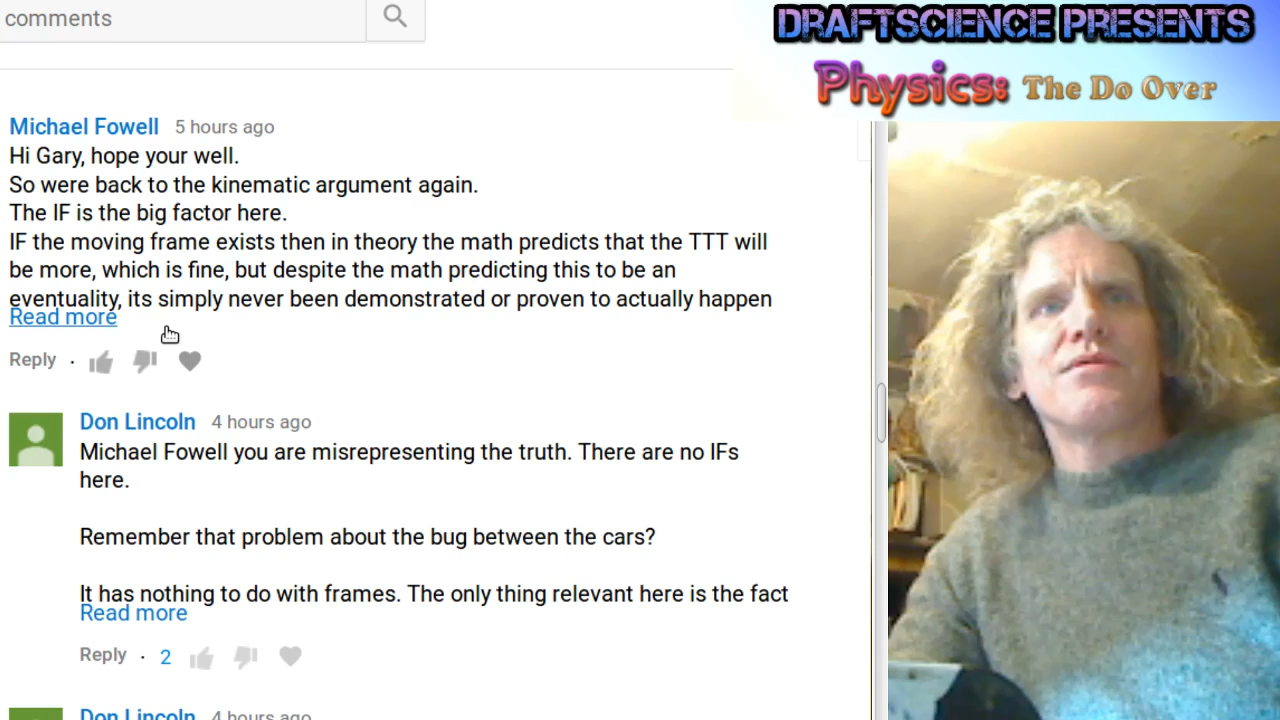 comments
DRAFTSCIENCE PRESENTS
Physics: The Do Over
Michael Fowell 5 hours ago
Hi Gary, hope your well.
So were back to the kinematic argument again.
The IF is the big factor here.
IF the moving frame exists then in theory the math predicts that the TTT will
be more, which is fine, but despite the math predicting this to be an
eventuality, its simply never been demonstrated or proven to actually happen
Read more
Reply ·
Don Lincoln 4 hours ago
Michael Fowell you are misrepresenting the truth. There are no IFs
here.
Remember that problem about the bug between the cars?
It has nothing to do with frames. The only thing relevant here is the fact
Read more
Reply · 2
Don Lincoln 4 hours ago